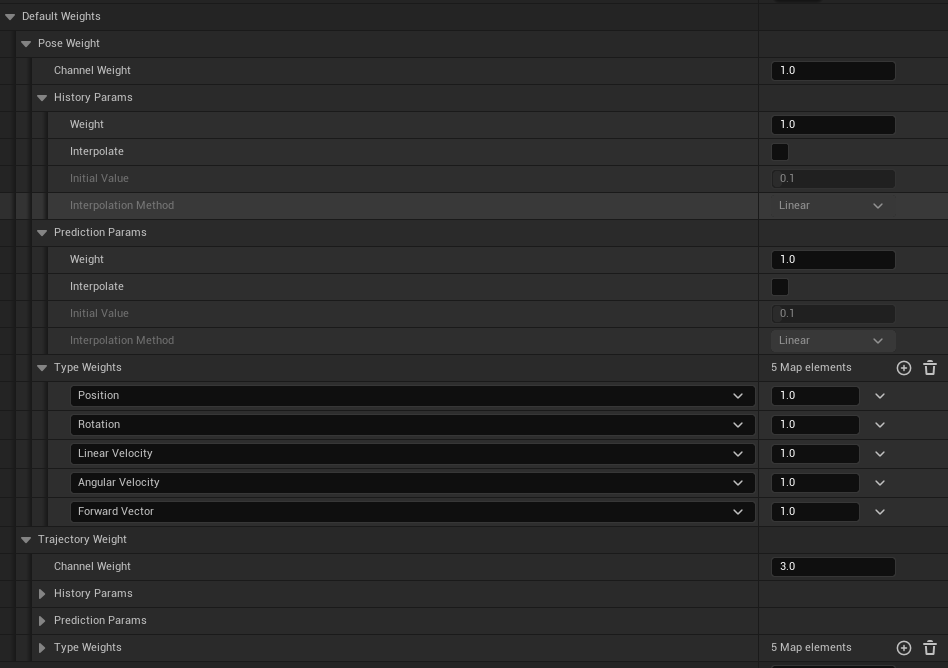 Default Weights
Pose Weight
Channel Weight 1.0
History Params
Weight 1.0
Interpolate
Initial Value 0.1
Interpolation Method Linear
Prediction Params
Weight 1.0
Interpolate
Initial Value 0.1
Interpolation Method Linear
Type Weights 5 Map elements
Position 1.0
Rotation 1.0
Linear Velocity 1.0
Angular Velocity 1.0
Forward Vector 1.0
Trajectory Weight
Channel Weight 3.0
History Params
Prediction Params
Type Weights 5 Map elements